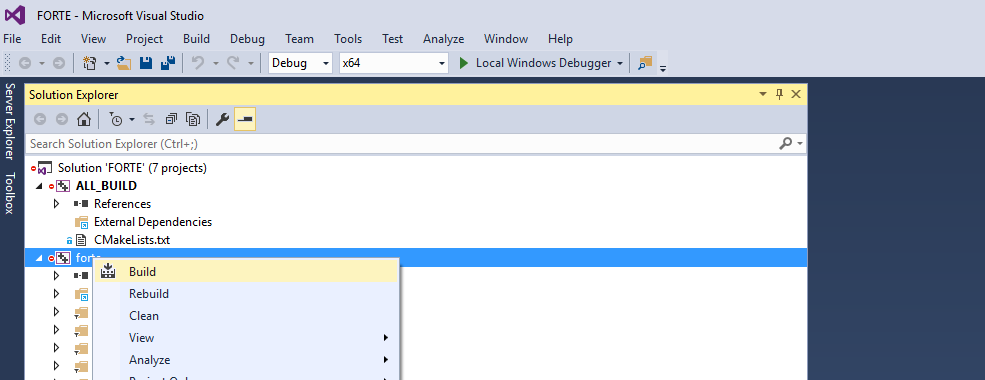 FORTE - Microsoft Visual Studio
File Edit View Project Build Debug Team Tools Test Analyze Window Help
Debug x64 Local Windows Debugger
Server Explorer
Toolbox
Solution Explorer
Search Solution Explorer (Ctrl+;)
Solution 'FORTE' (7 projects)
ALL_BUILD
References
External Dependencies
CMakeLists.txt
forte
Build
Rebuild
Clean
View
Analyze